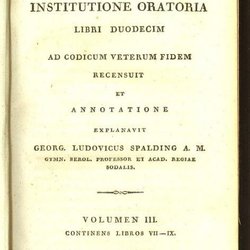 INSTITUTIONE ORATORIA
LIBRI DUODECIM
AD CODICUM VETERUM FIDEM
RECENSUIT
ET
ANNOTATIONE
EXPLANAVIT
GEORG. LUDOVICUS SPALDING A. M.
GYMN. BEROL. PROFESSOR ET ACAD. REGIAE
SODALIS.
VOLUMEN III.
CONTINENS LIBROS VII—IX.